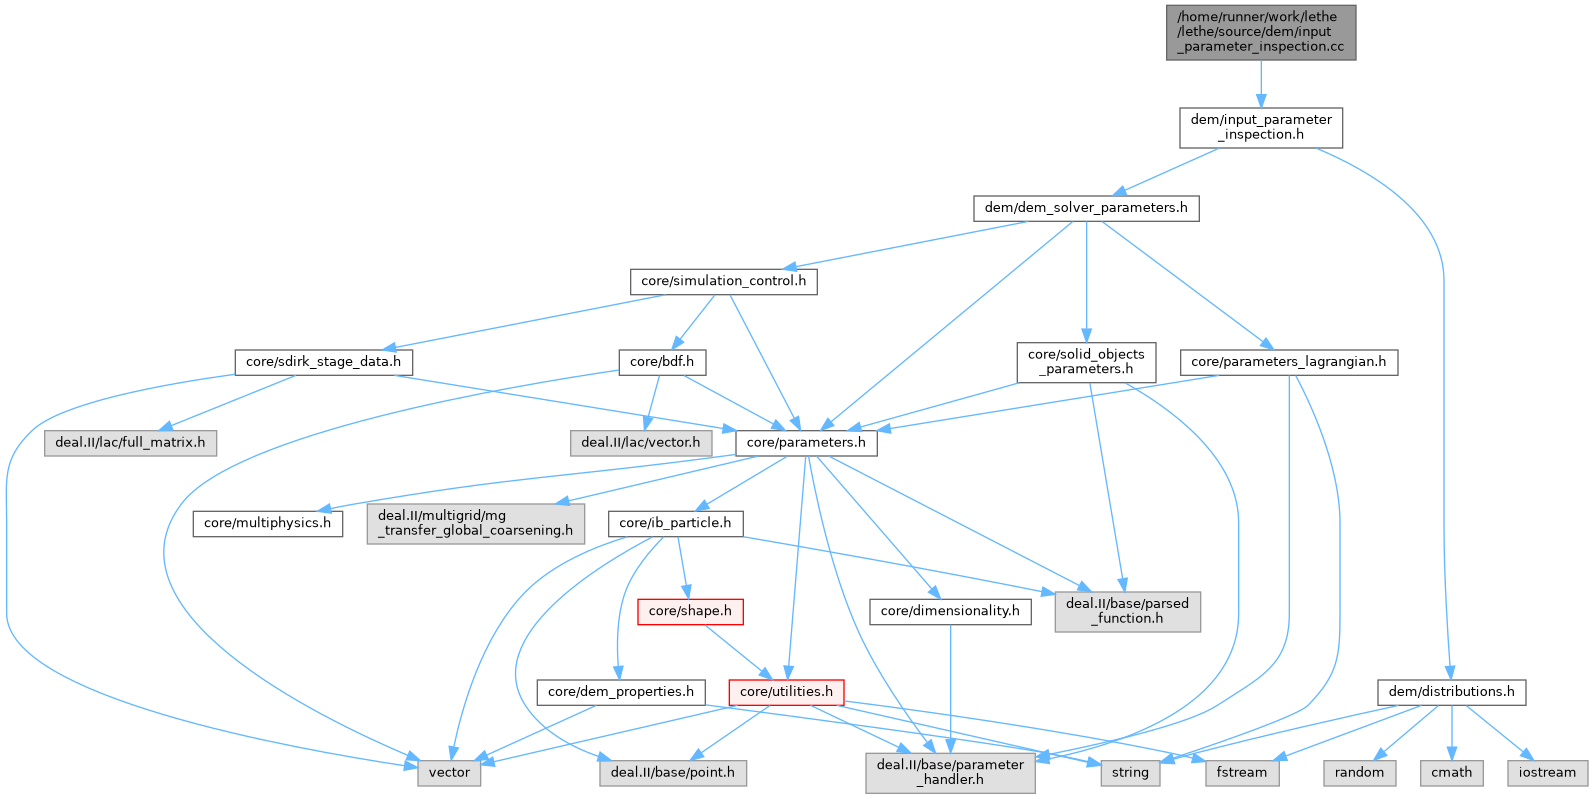 /home/runner/work/lethe
/lethe/source/dem/input
_parameter_inspection.cc
dem/input_parameter
_inspection.h
dem/dem_solver_parameters.h
core/simulation_control.h
core/sdirk_stage_data.h
core/bdf.h
core/solid_objects
_parameters.h
core/parameters_lagrangian.h
deal.II/lac/full_matrix.h
deal.II/lac/vector.h
core/parameters.h
core/multiphysics.h
deal.II/multigrid/mg
_transfer_global_coarsening.h
core/ib_particle.h
core/shape.h
core/dimensionality.h
deal.II/base/parsed
_function.h
core/dem_properties.h
core/utilities.h
dem/distributions.h
vector
deal.II/base/point.h
deal.II/base/parameter
_handler.h
string
fstream
random
cmath
iostream